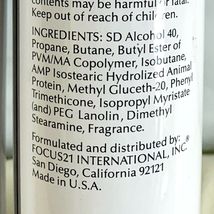 contents may be harmful or fatal.
Keep out of reach of children.
INGREDIENTS: SD Alcohol 40,
Propane, Butane, Butyl Ester of
PVM/MA Copolymer, Isobutane,
AMP Isostearic Hydrolized Animal
Protein, Methyl Gluceth-20, Phenyl
Trimethicone, Isopropyl Myristate
(and) PEG Lanolin, Dimethyl
Stearamine, Fragrance.
Formulated and distributed by:
FOCUS21 INTERNATIONAL, INC.
San Diego, California 92121
Made in U.S.A.